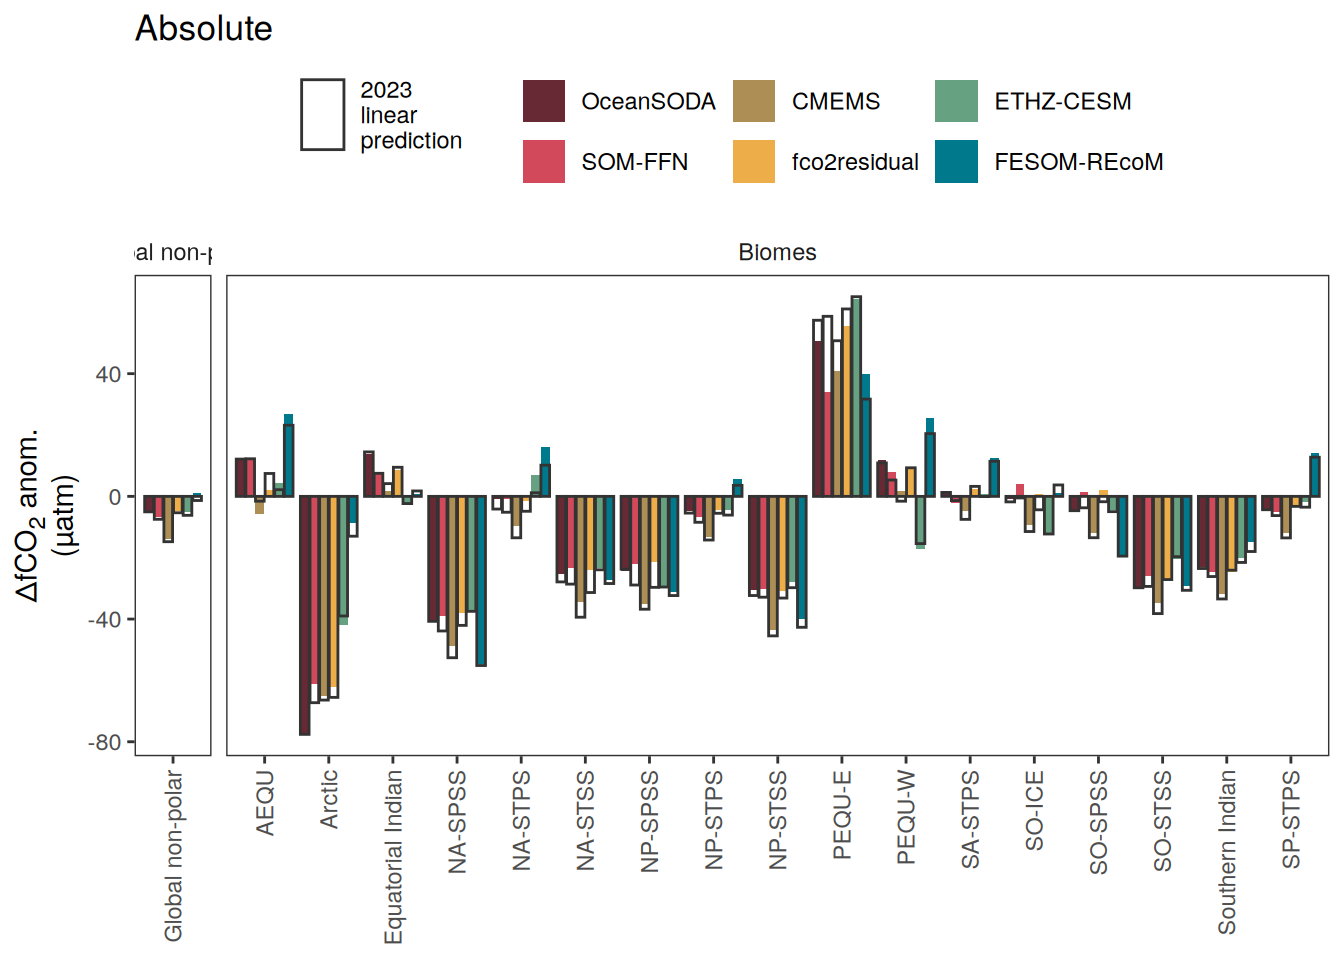 Absolute
2023
linear
prediction
OceanSODA
CMEMS
ETHZ-CESM
SOM-FFN
fco2residual
FESOM-REcoM
al non-
Biomes
ΔfCO₂ anom.
(µatm)
40
0
-40
-80
Global non-polar
AEQU
Arctic
Equatorial Indian
NA-SPSS
NA-STPS
NA-STSS
NP-SPSS
NP-STPS
NP-STSS
PEQU-E
PEQU-W
SA-STPS
SO-ICE
SO-SPSS
SO-STSS
Southern Indian
SP-STPS